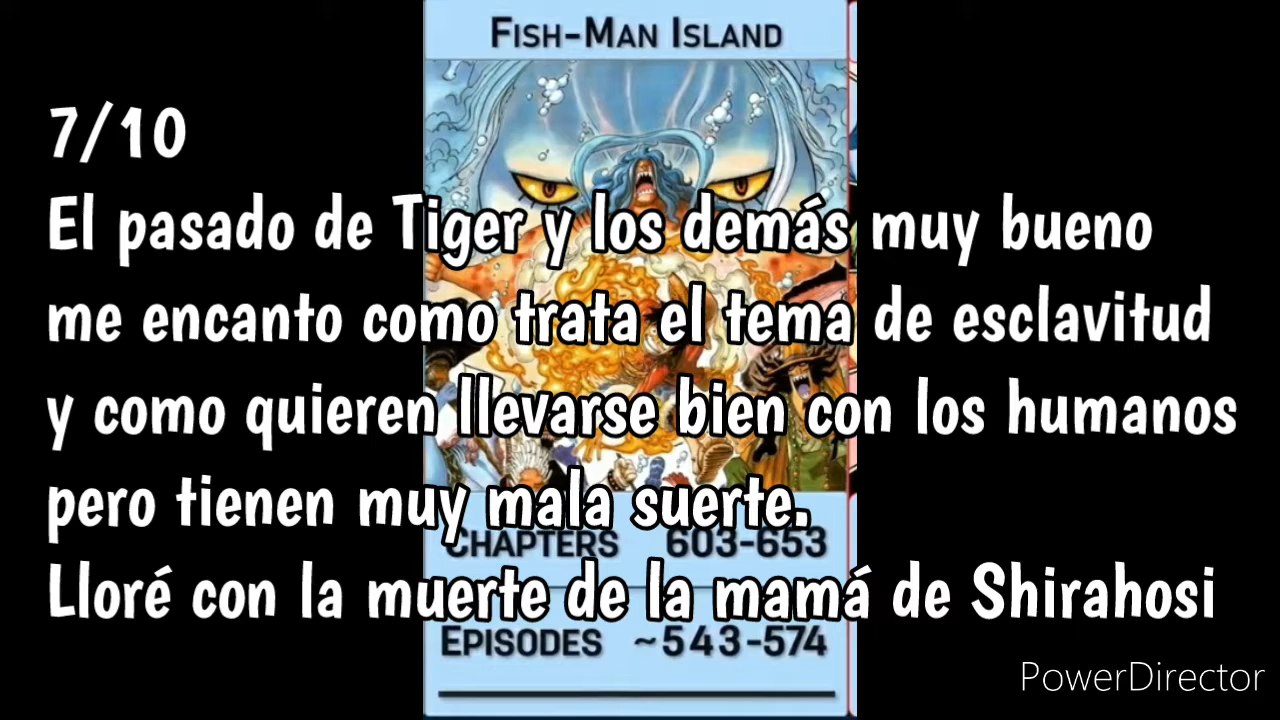 FISH-MAN ISLAND
7/10
El pasado de Tiger y los demás muy bueno
me encanto como trata el tema de esclavitud
y como quieren llevarse bien con los humanos
pero tienen muy mala suerte.
CHAPTERS 603-653
Lloré con la muerte de la mamá de Shirahosi
EPISODES ~543-574
PowerDirector